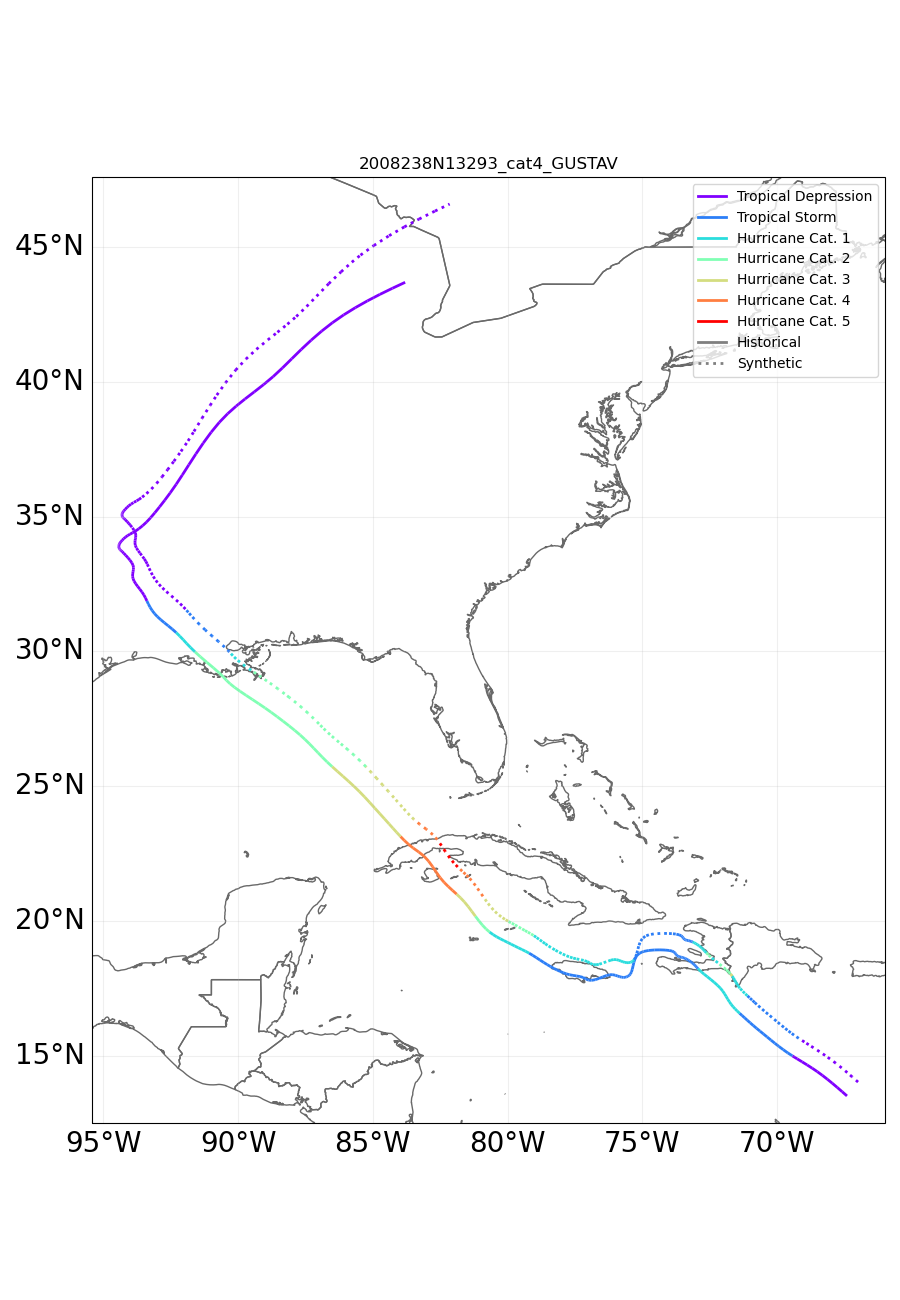 2008238N13293_cat4_GUSTAV
Tropical Depression
Tropical Storm
Hurricane Cat. 1
Hurricane Cat. 2
Hurricane Cat. 3
Hurricane Cat. 4
Hurricane Cat. 5
Historical
Synthetic
45°N
40°N
35°N
30°N
25°N
20°N
15°N
95°W 90°W 85°W 80°W 75°W 70°W